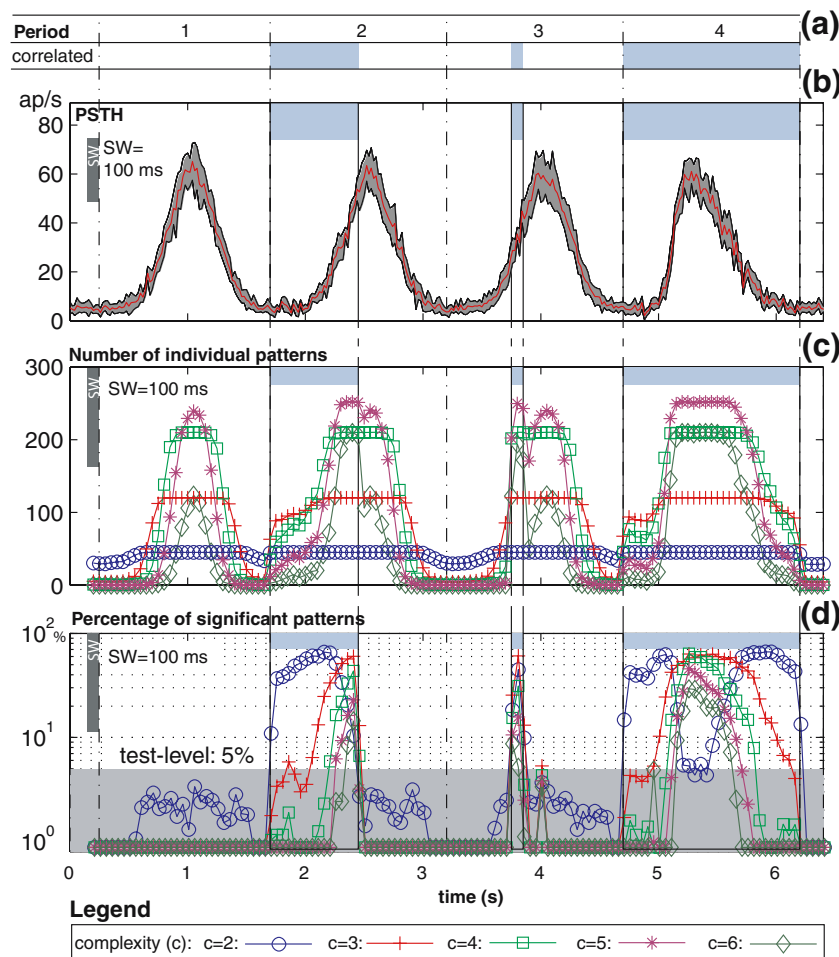 Period 1 2 3 4 (a)
correlated
(b)
ap/s
PSTH
80
60
40
20
0
SW
SW=
100 ms
(c)
Number of individual patterns
300
200
100
0
SW
SW=100 ms
(d)
Percentage of significant patterns
10² %
10¹
10⁰
SW
SW=100 ms
test-level: 5%
0 1 2 3 4 5 6
time (s)
Legend
complexity (c): c=2: c=3: c=4: c=5: c=6: